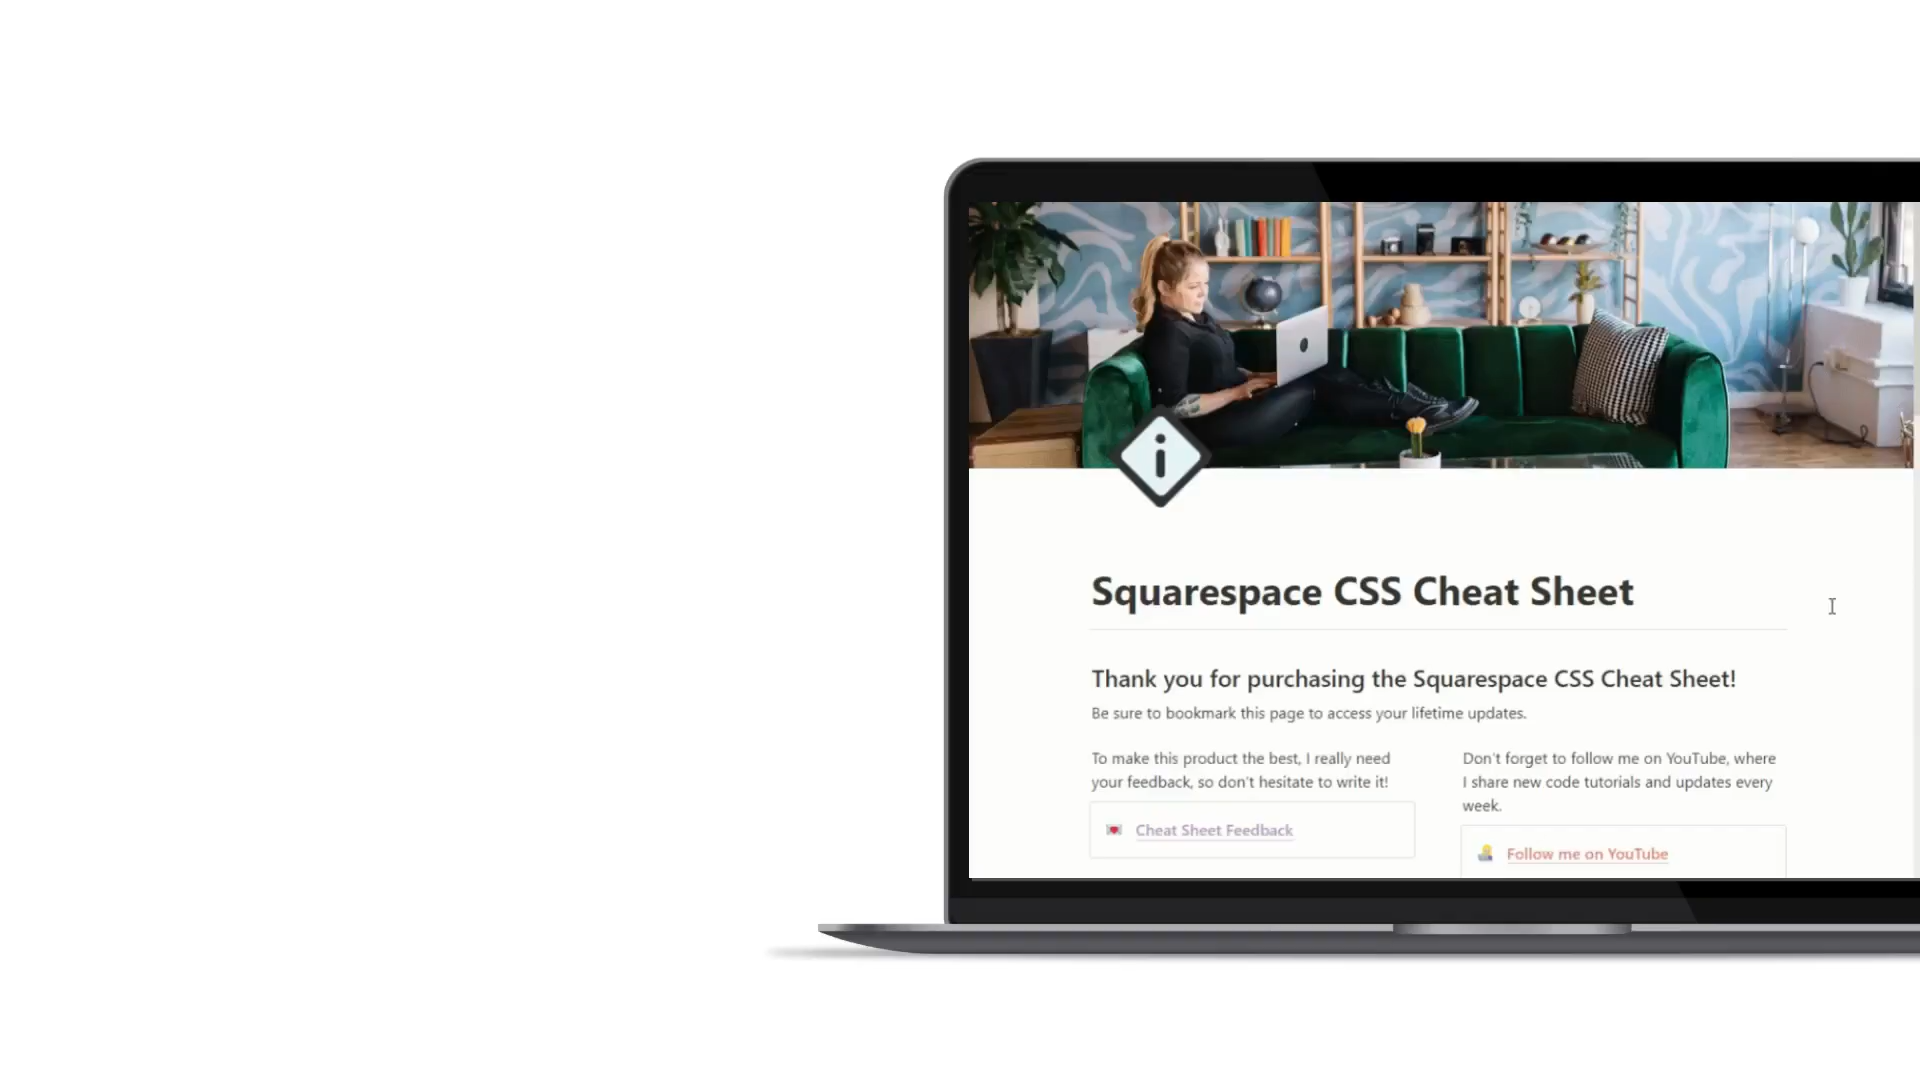 Squarespace CSS Cheat Sheet
Thank you for purchasing the Squarespace CSS Cheat Sheet!
Be sure to bookmark this page to access your lifetime updates.
To make this product the best, I really need
your feedback, so don't hesitate to write it!
Cheat Sheet Feedback
Don't forget to follow me on YouTube, where
I share new code tutorials and updates every
week.
Follow me on YouTube